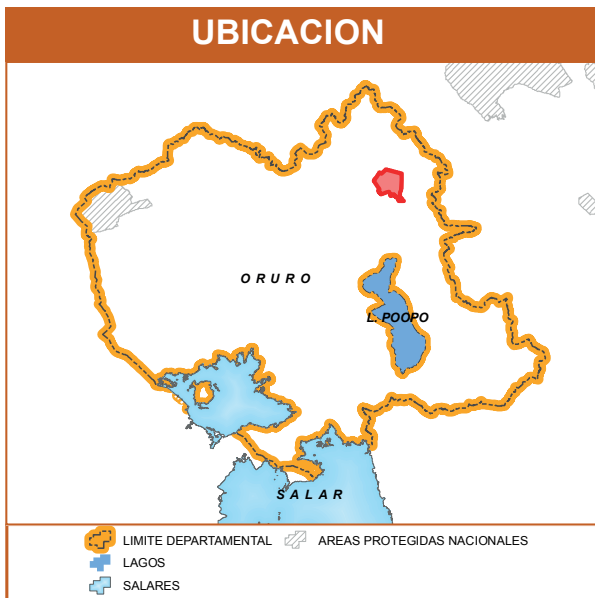 UBICACION
ORURO
L. POOPO
SALAR
LIMITE DEPARTAMENTAL
AREAS PROTEGIDAS NACIONALES
LAGOS
SALARES